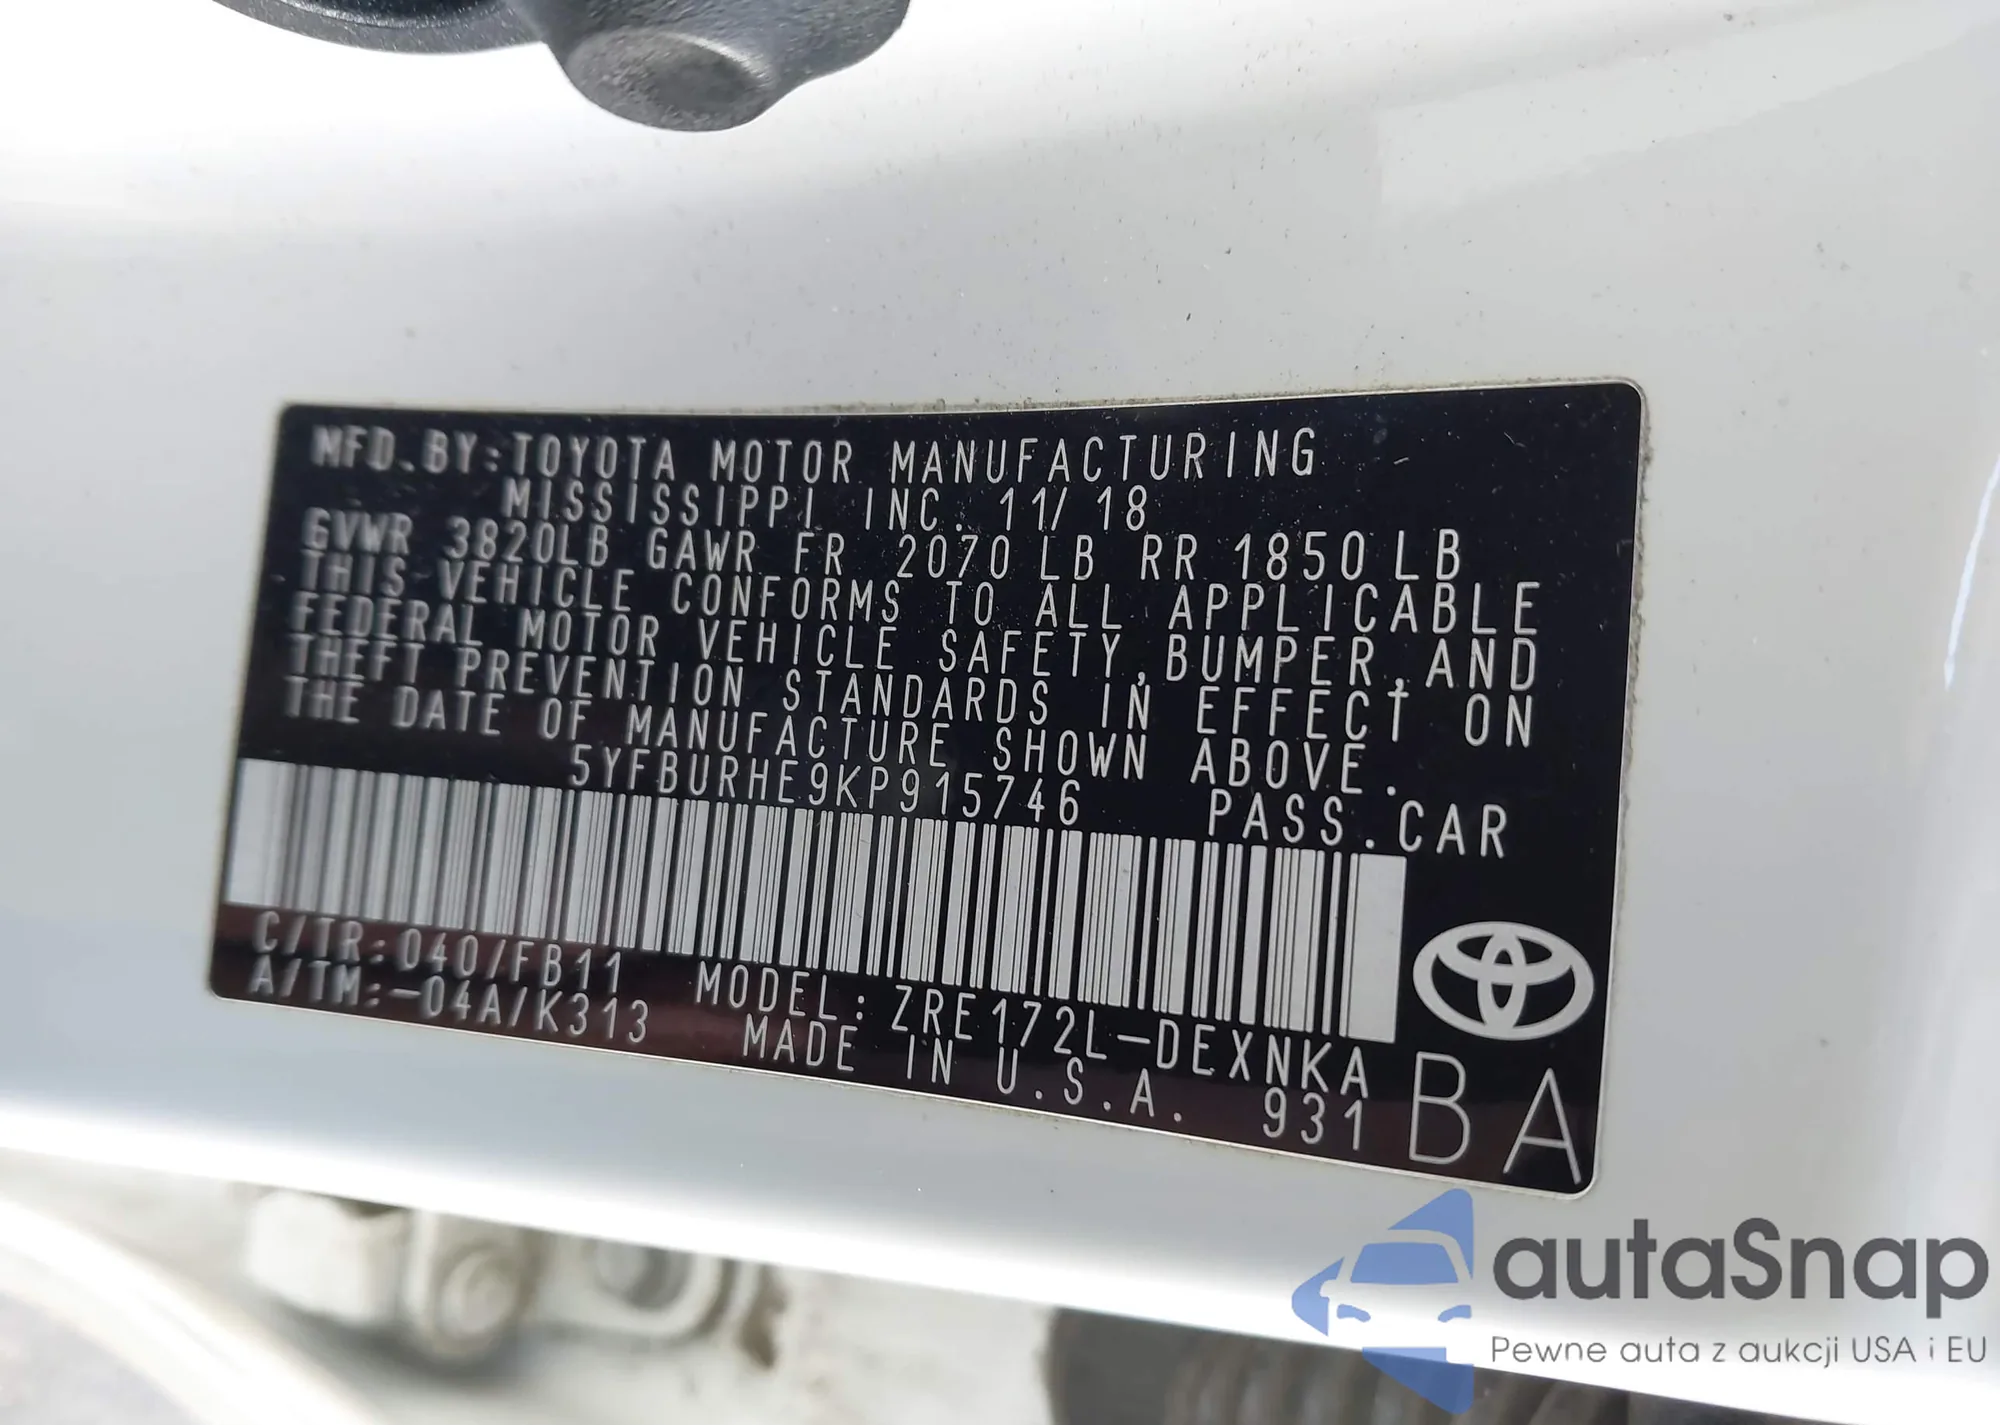 MFD.BY:TOYOTA MOTOR MANUFACTURING
MISSISSIPPI INC. 11/18
GVWR 3820LB GAWR FR 2070LB RR 1850LB
THIS VEHICLE CONFORMS TO ALL APPLICABLE
FEDERAL MOTOR VEHICLE SAFETY,BUMPER,AND
THEFT PREVENTION STANDARDS IN EFFECT ON
THE DATE OF MANUFACTURE SHOWN ABOVE.
5YFBURHE9KP915746 PASS.CAR
C/TR:040/FB11 MODEL:ZRE172L-DEXNKA
A/TM:-04A/K313 MADE IN U.S.A. 931
BA
autaSnap
Pewne auta z aukcji USA i EU